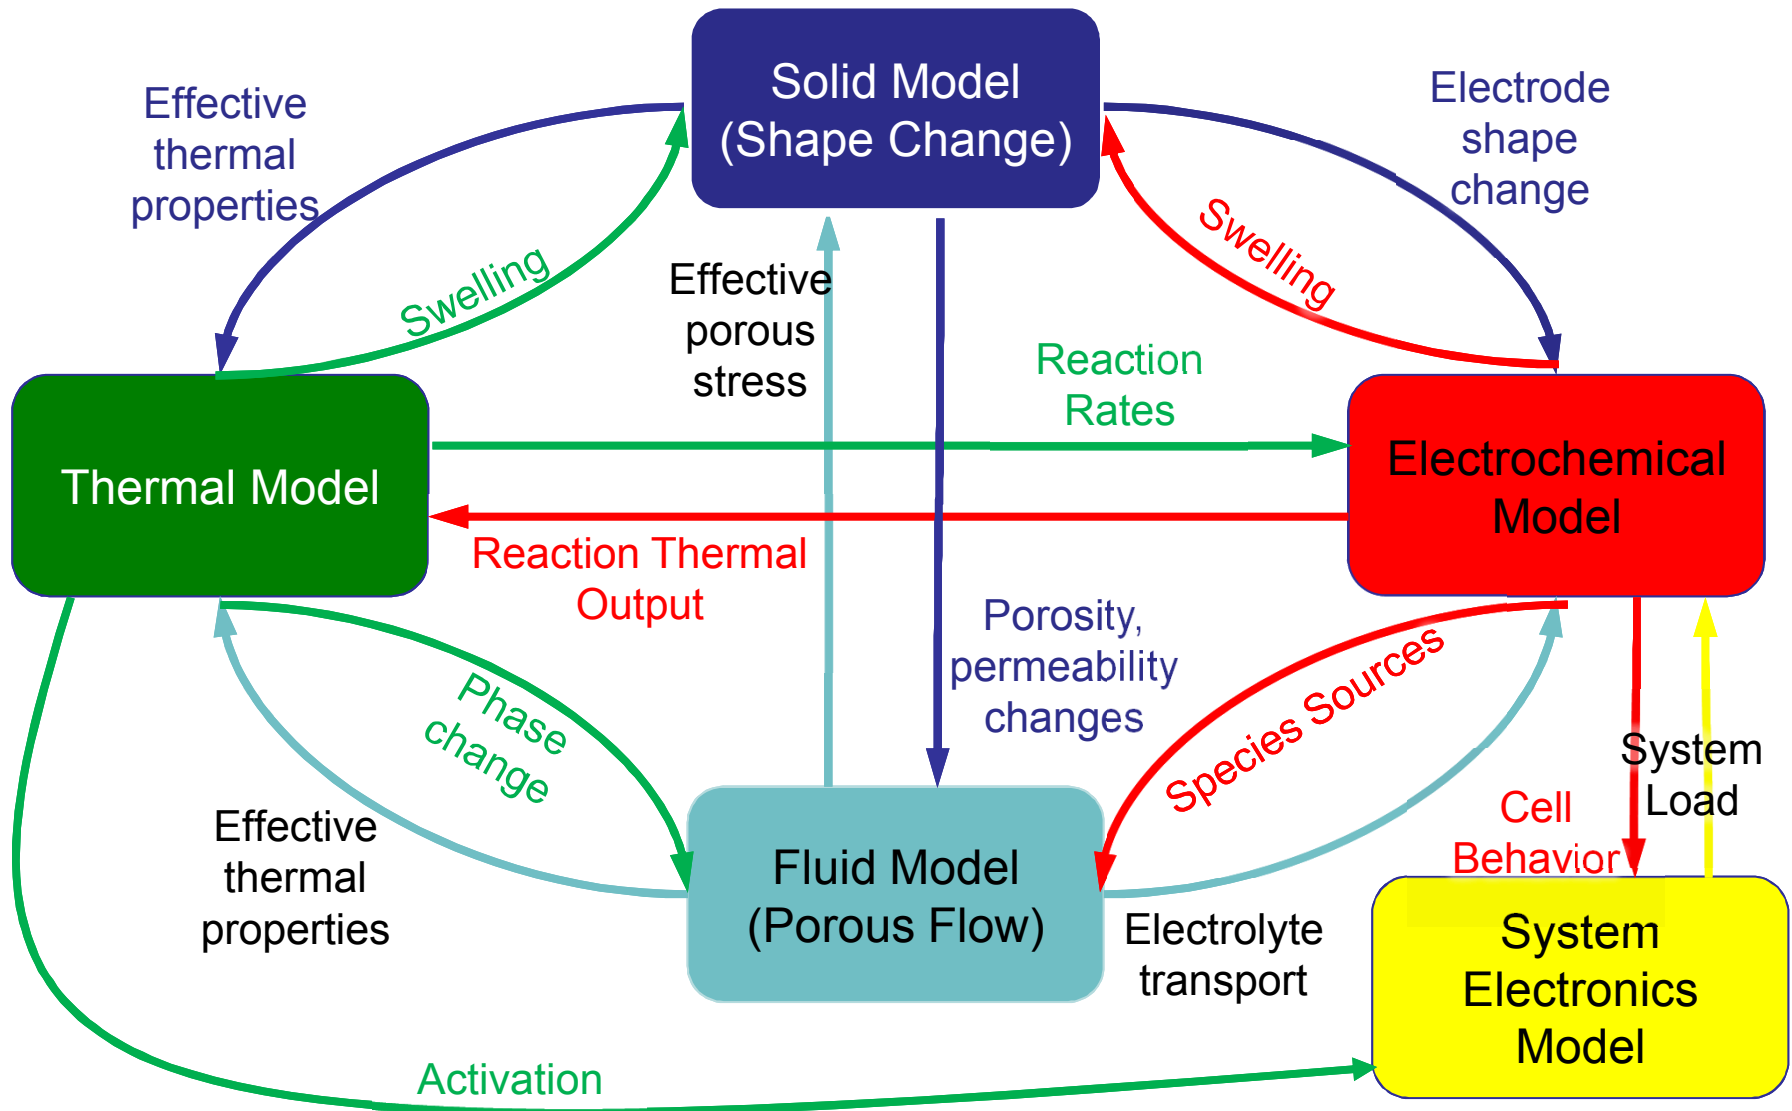 Solid Model
(Shape Change)
Effective
thermal
properties
Electrode
shape
change
Swelling
Swelling
Effective
porous
stress
Reaction
Rates
Thermal Model
Electrochemical
Model
Reaction Thermal
Output
Porosity,
permeability
changes
Species Sources
Phase
change
System
Load
Cell
Behavior
Effective
thermal
properties
Fluid Model
(Porous Flow)
Electrolyte
transport
System
Electronics
Model
Activation